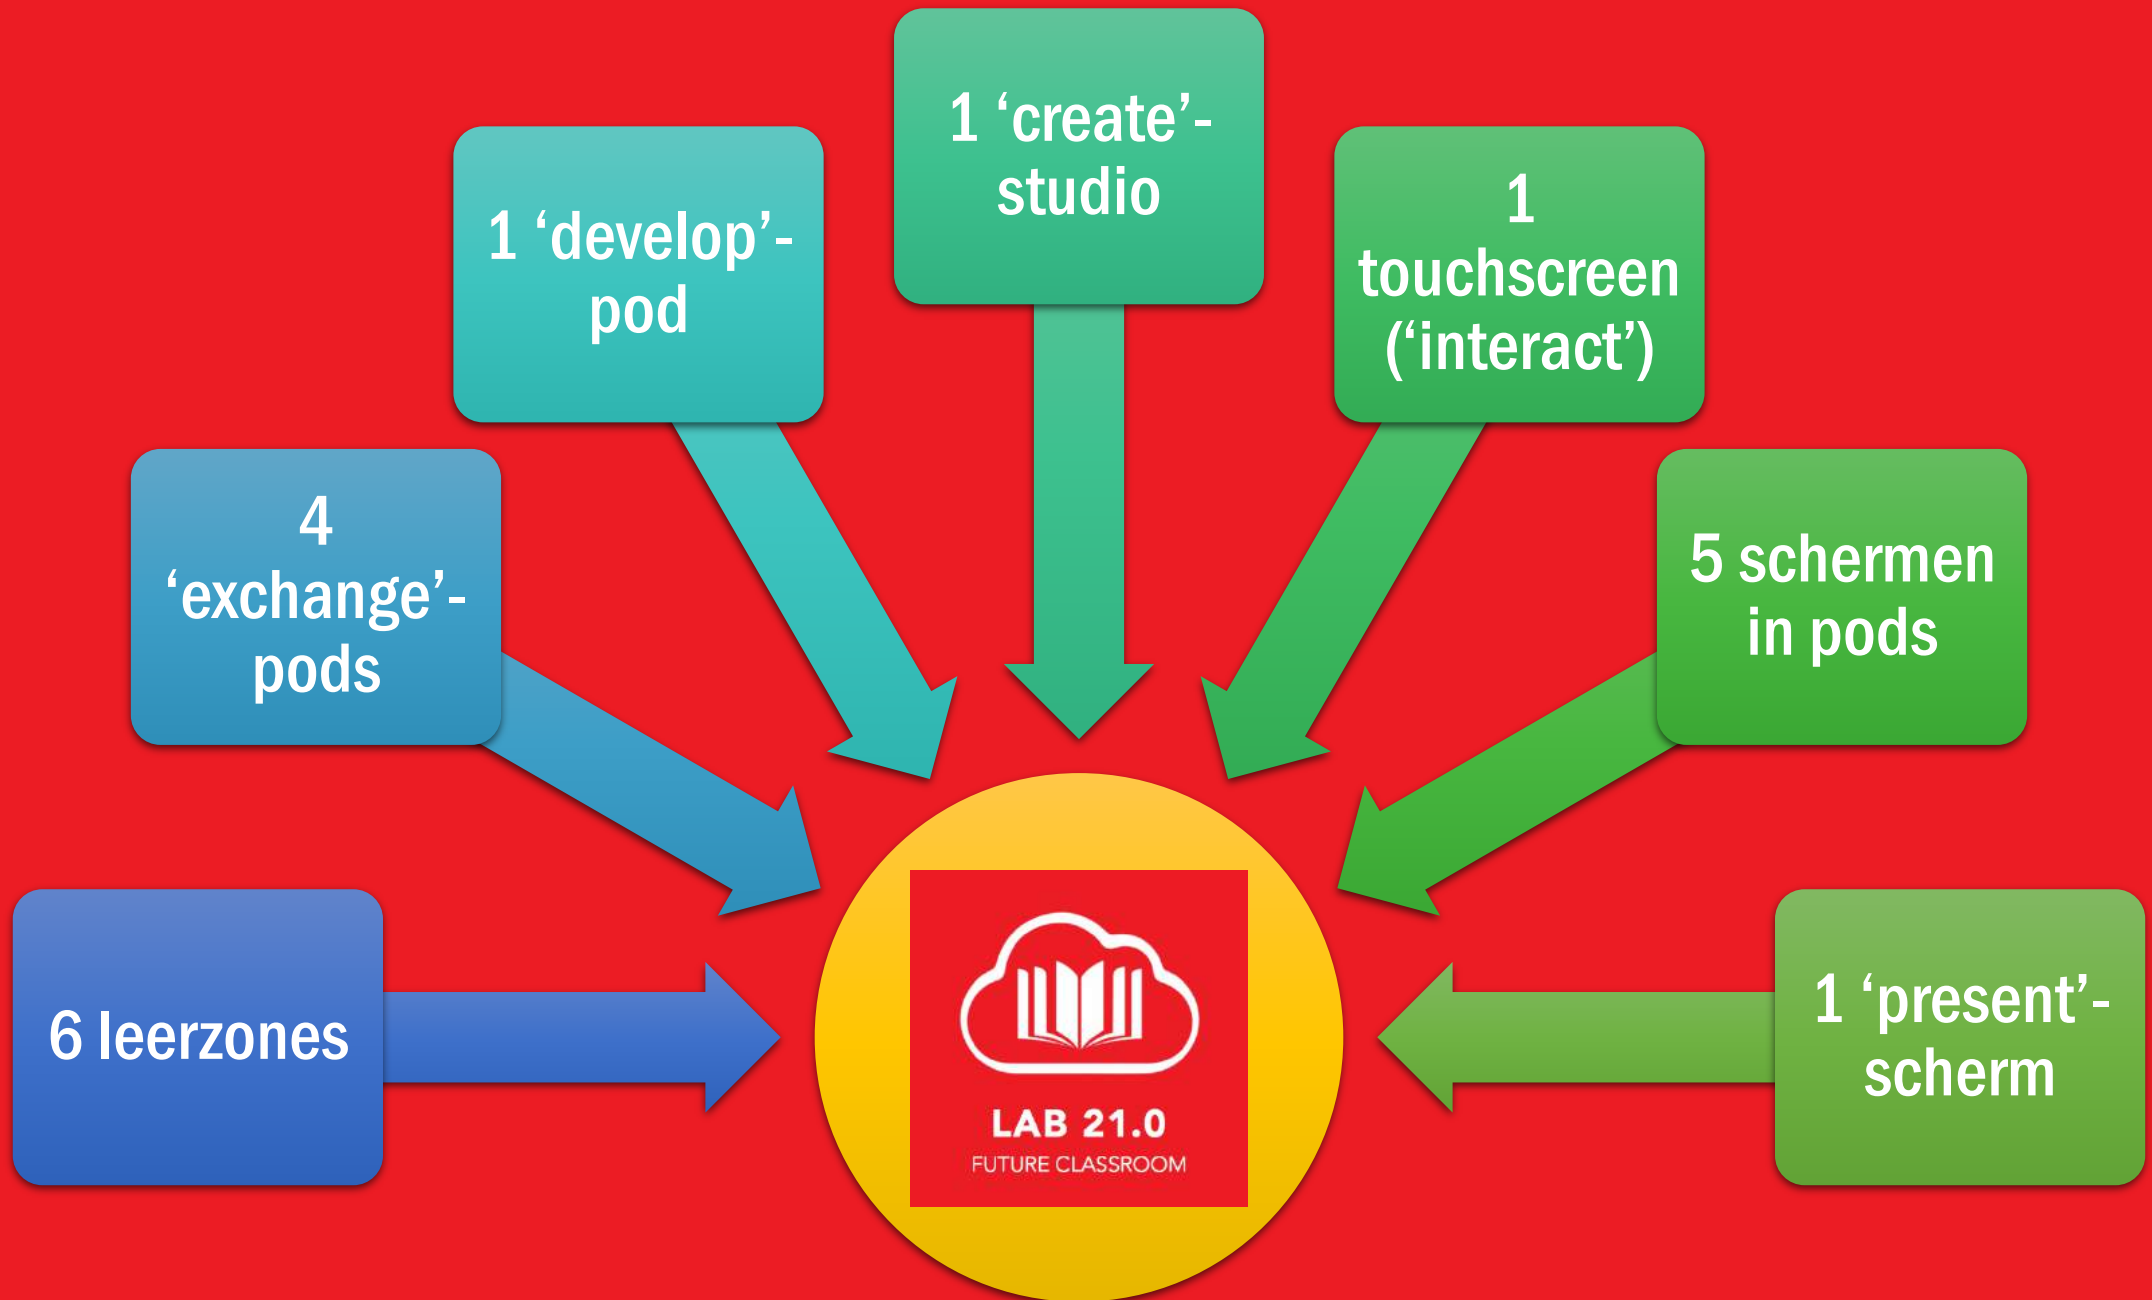 1 ‘create’-
studio
1 ‘develop’-
pod
1
touchscreen
(‘interact’)
4
‘exchange’-
pods
5 schermen
in pods
6 leerzones
1 ‘present’-
scherm
LAB 21.0
FUTURE CLASSROOM